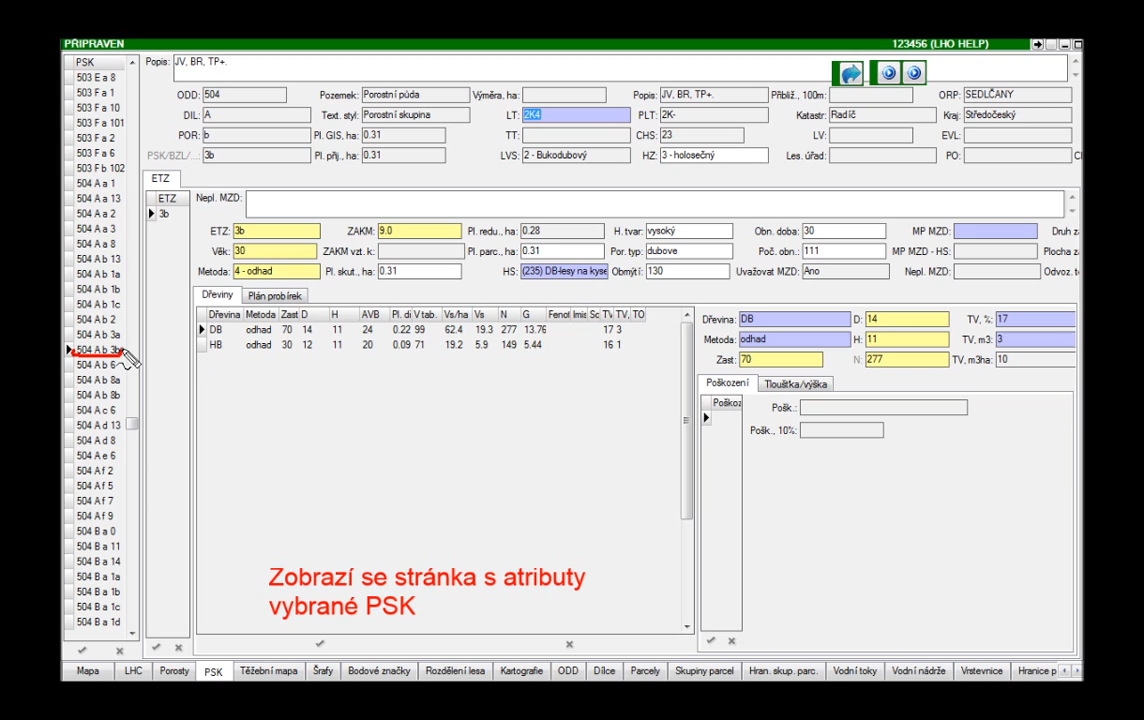 PŘIPRAVEN 123456 (LHO HELP)
PSK
503 E a 8
503 F a 1
503 F a 10
503 F a 101
503 F a 2
503 F a 6
503 F b 102
504 A a 1
504 A a 13
504 A a 2
504 A a 3
504 A a 8
504 A b 13
504 A b 1a
504 A b 1b
504 A b 1c
504 A b 2
504 A b 3a
504 A b 3b
504 A b 6
504 A b 8a
504 A b 8b
504 A c 6
504 A d 13
504 A d 8
504 A e 6
504 A f 2
504 A f 5
504 A f 7
504 A f 9
504 B a 0
504 B a 11
504 B a 14
504 B a 1a
504 B a 1b
504 B a 1c
504 B a 1d
Popis: JV, BR, TP+.
ODD: 504 Pozemek: Porostní půda Výměra, ha: Popis: JV, BR, TP+. Přibliž., 100m: ORP: SEDLČANY
DIL: A Text. styl: Porostní skupina LT: 2K4 PLT: 2K- Katastr: Radíč Kraj: Středočeský
POR: b Pl. GIS, ha: 0.31 TT: CHS: 23 LV: EVL:
PSK/BZL/...: 3b Pl. přij., ha: 0.31 LVS: 2 - Bukodubový HZ: 3 - holosečný Les. úřad: PO:
ETZ
ETZ
3b
Nepl. MZD:
ETZ: 3b ZAKM: 9.0 Pl. redu., ha: 0.28 H. tvar: vysoký Obn. doba: 30 MP MZD: Druh z
Věk: 30 ZAKM vzt. k: Pl. parc., ha: 0.31 Por. typ: dubove Poč. obn.: 111 MP MZD - HS: Plocha z
Metoda: 4 - odhad Pl. skut., ha: 0.31 HS: (235) DB-lesy na kyse Obmýtí: 130 Uvažovat MZD: Ano Nepl. MZD: Odvoz. t
Dřeviny Plán probírek
Dřevina Metoda Zast D H AVB Pl. di V tab. Vs/ha Vs N G Fenot Imis Sc TV, TV, TO
DB odhad 70 14 11 24 0.22 99 62.4 19.3 277 13.76 17 3
HB odhad 30 12 11 20 0.09 71 19.2 5.9 149 5.44 16 1
Dřevina: DB D: 14 TV, %: 17
Metoda: odhad H: 11 TV, m3: 3
Zast: 70 N: 277 TV, m3ha: 10
Poškození Tloušťka/výška
Poškoz
Pošk.:
Pošk., 10%:
Zobrazí se stránka s atributy
vybrané PSK
Mapa LHC Porosty PSK Těžební mapa Šrafy Bodové značky Rozdělení lesa Kartografie ODD Dílce Parcely Skupiny parcel Hran. skup. parc. Vodní toky Vodní nádrže Vrstevnice Hranice p